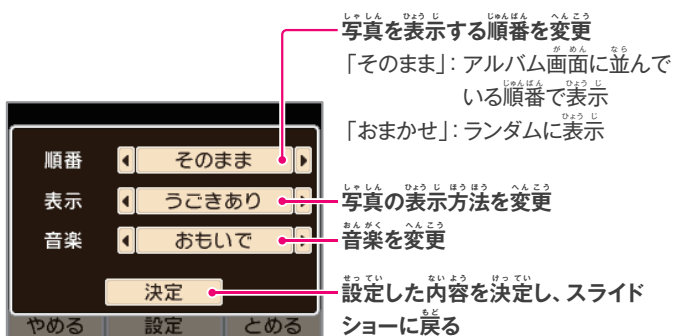 写真を表示する順番を変更
「そのまま」：アルバム画面に並んで
いる順番で表示
「おまかせ」：ランダムに表示
順番 そのまま
表示 うごきあり
写真の表示方法を変更
音楽 おもいで
音楽を変更
決定
設定した内容を決定し、スライド
ショーに戻る
やめる 設定 とめる